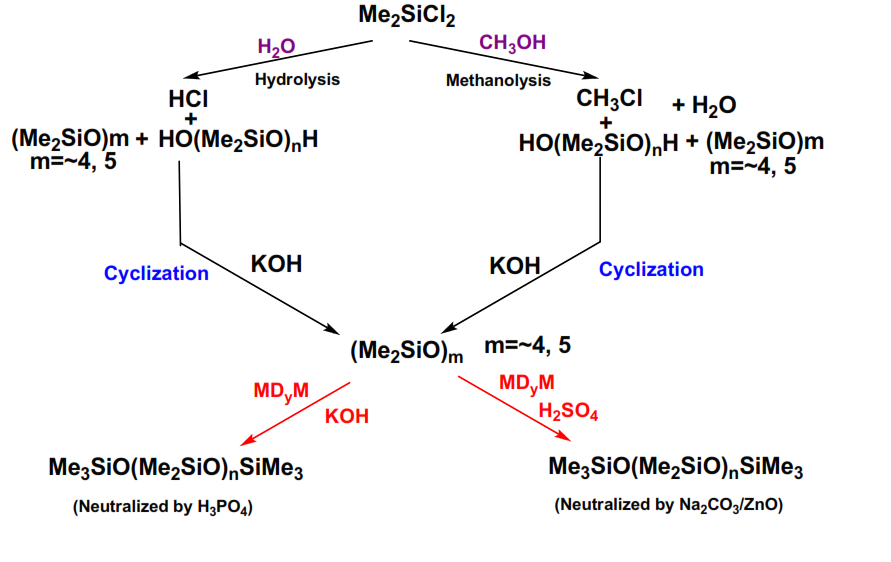 Me₂SiCl₂
H₂O
CH₃OH
Hydrolysis
Methanolysis
HCl
+
(Me₂SiO)m + HO(Me₂SiO)ₙH
m=~4, 5
CH₃Cl + H₂O
+
HO(Me₂SiO)ₙH + (Me₂SiO)m
m=~4, 5
Cyclization
KOH
KOH
Cyclization
(Me₂SiO)ₘ m=~4, 5
MDyM
KOH
MDyM
H₂SO₄
Me₃SiO(Me₂SiO)ₙSiMe₃
(Neutralized by H₃PO₄)
Me₃SiO(Me₂SiO)ₙSiMe₃
(Neutralized by Na₂CO₃/ZnO)